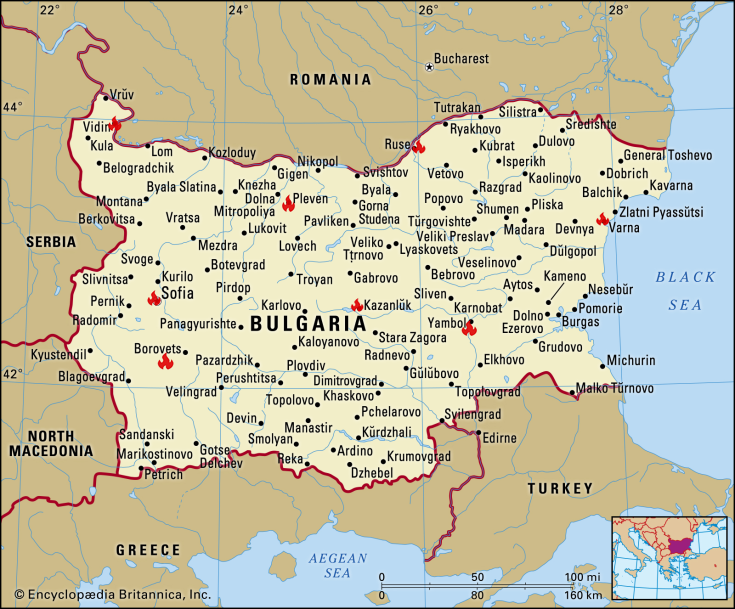 22°
24°
26°
28°
Bucharest
ROMANIA
Vrŭv
44°
44°
Tutrakan
Silistra
Vidin
Ryakhovo
Sredishte
Kula
Lom
Kozloduy
Ruse
Kubrat
Dulovo
General Toshevo
Belogradchik
Nikopol
Isperikh
Gigen
Svishtov
Vetovo
Kaolinovo
Dobrich
Byala Slatina
Knezha
Pleven
Byala
Razgrad
Balchik
Kavarna
Montana
Dolna
Mitropoliya
Gorna
Studena
Popovo
Shumen
Pliska
Zlatni Pyassŭtsi
Berkovitsa
Vratsa
Lukovit
Pavliken
Tŭrgovishte
Madara
Devnya
Varna
SERBIA
Mezdra
Lovech
Veliko
Tŭrnovo
Lyaskovets
Veliki Preslav
Dŭlgopol
Svoge
Botevgrad
Veselinovo
Slivnitsa
Kurilo
Troyan
Gabrovo
Bebrovo
Kameno
BLACK
SEA
Sofia
Pirdop
Sliven
Aytos
Nesebŭr
Pernik
Karlovo
Kazanlŭk
Karnobat
Pomorie
Radomir
Panagyurishte
BULGARIA
Yambol
Dolno
Ezerovo
Burgas
Stara Zagora
Kyustendil
Borovets
Kaloyanovo
Radnevo
Grudovo
Pazardzhik
Plovdiv
Gŭlŭbovo
Elkhovo
Michurin
42°
42°
Blagoevgrad
Perushtitsa
Dimitrovgrad
Velingrad
Khaskovo
Topolovgrad
Malko Tŭrnovo
Topolovo
Devin
Pchelarovo
Svilengrad
NORTH
MACEDONIA
Manastir
Sandanski
Smolyan
Kŭrdzhali
Edirne
Marikostinovo
Gotse
Delchev
Reka
Ardino
Krumovgrad
Petrich
Dzhebel
TURKEY
GREECE
AEGEAN
SEA
0 50 100 mi
0 80 160 km
© Encyclopædia Britannica, Inc.